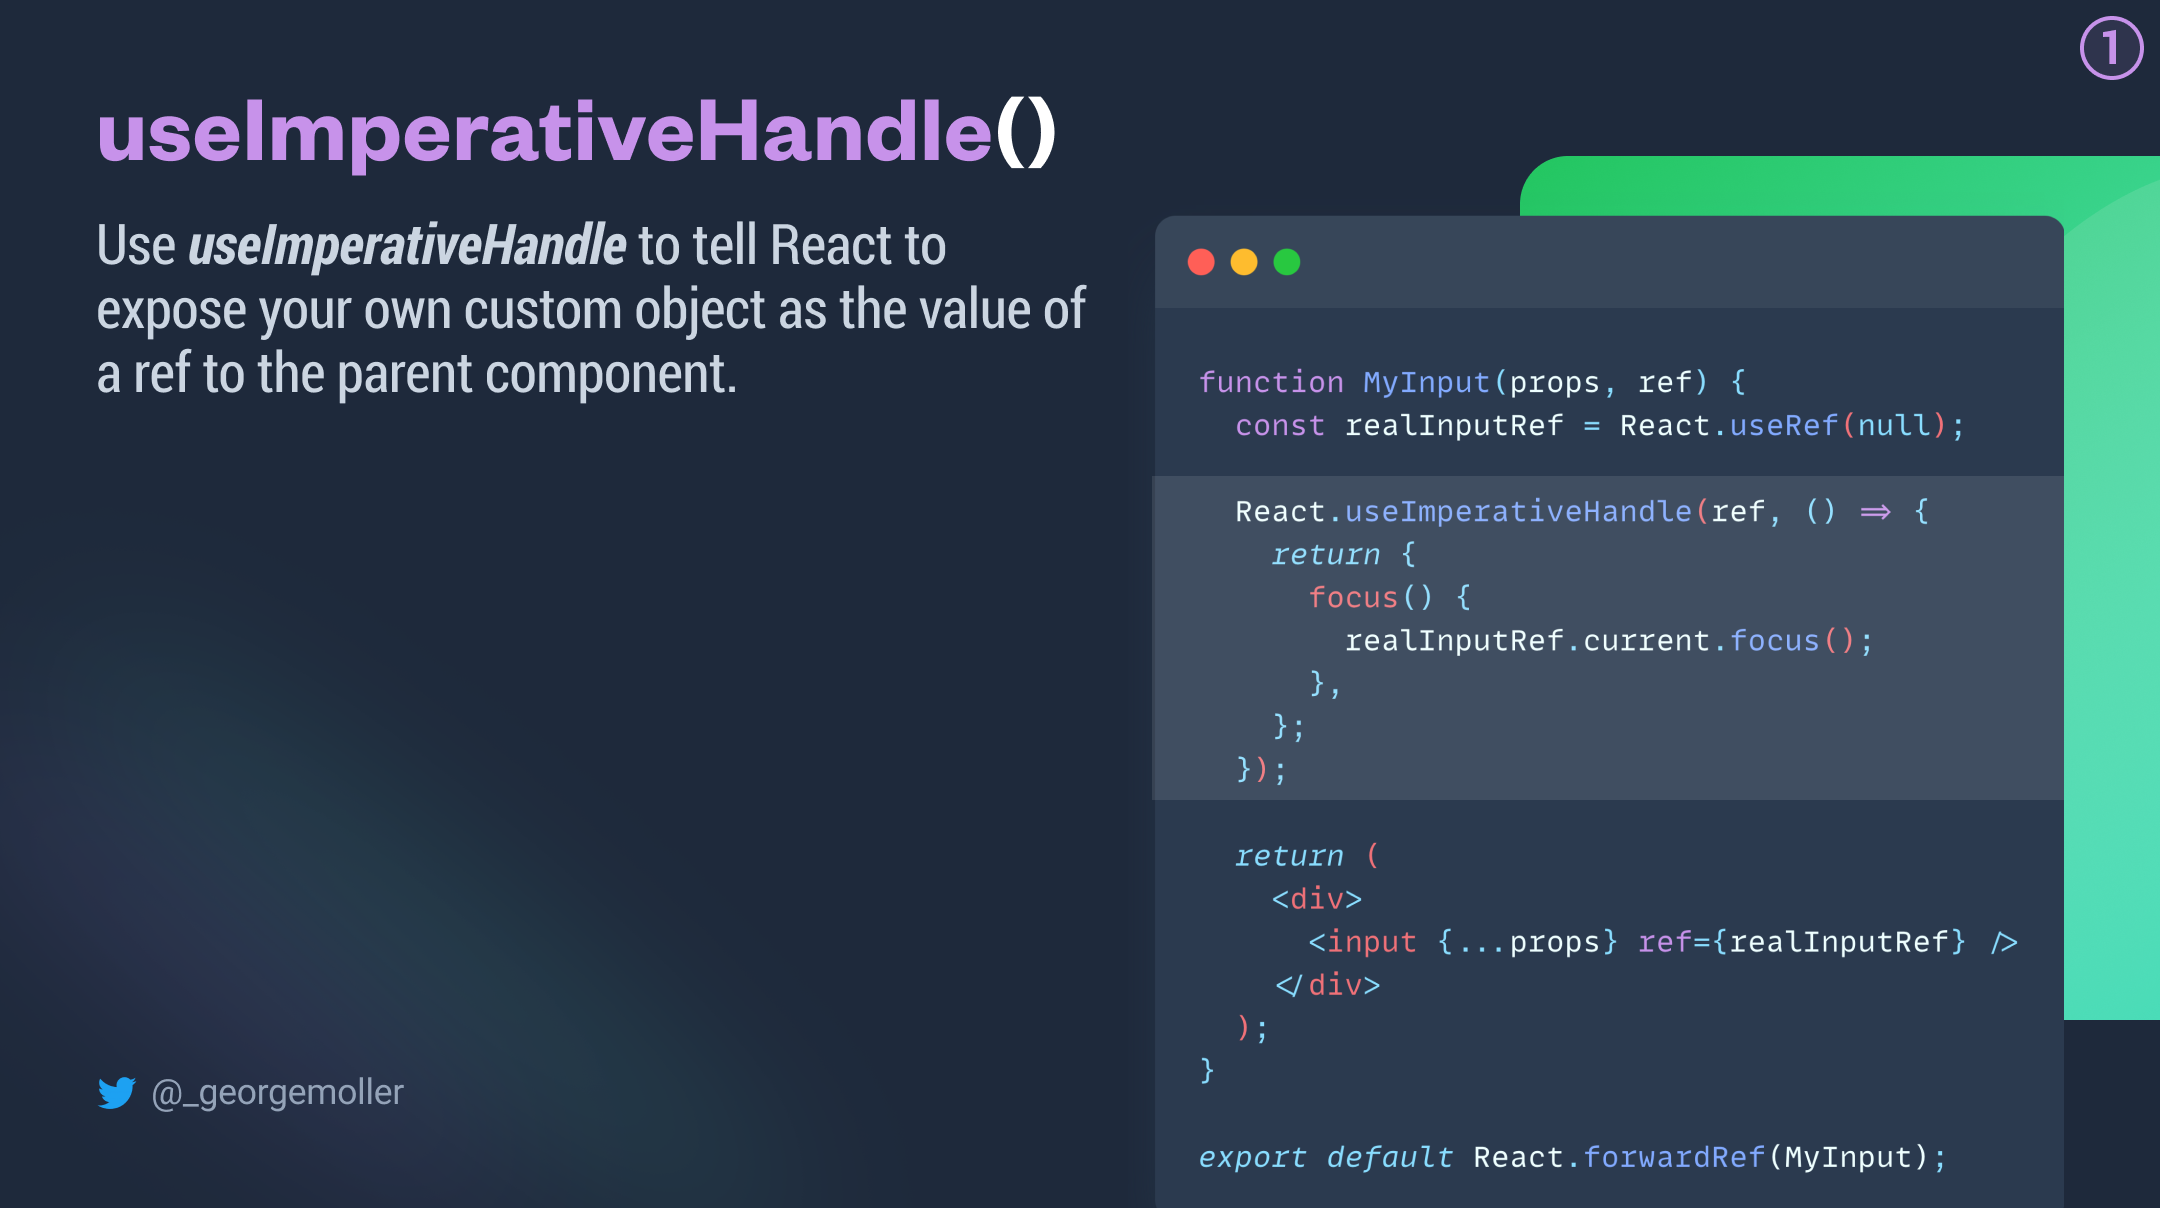 1
useImperativeHandle()
Use useImperativeHandle to tell React to
expose your own custom object as the value of
a ref to the parent component.
function MyInput(props, ref) {
  const realInputRef = React.useRef(null);
  React.useImperativeHandle(ref, () => {
    return {
      focus() {
        realInputRef.current.focus();
      },
    };
  });
  return (
    <div>
      <input {...props} ref={realInputRef} />
    </div>
  );
}
export default React.forwardRef(MyInput);
@_georgemoller